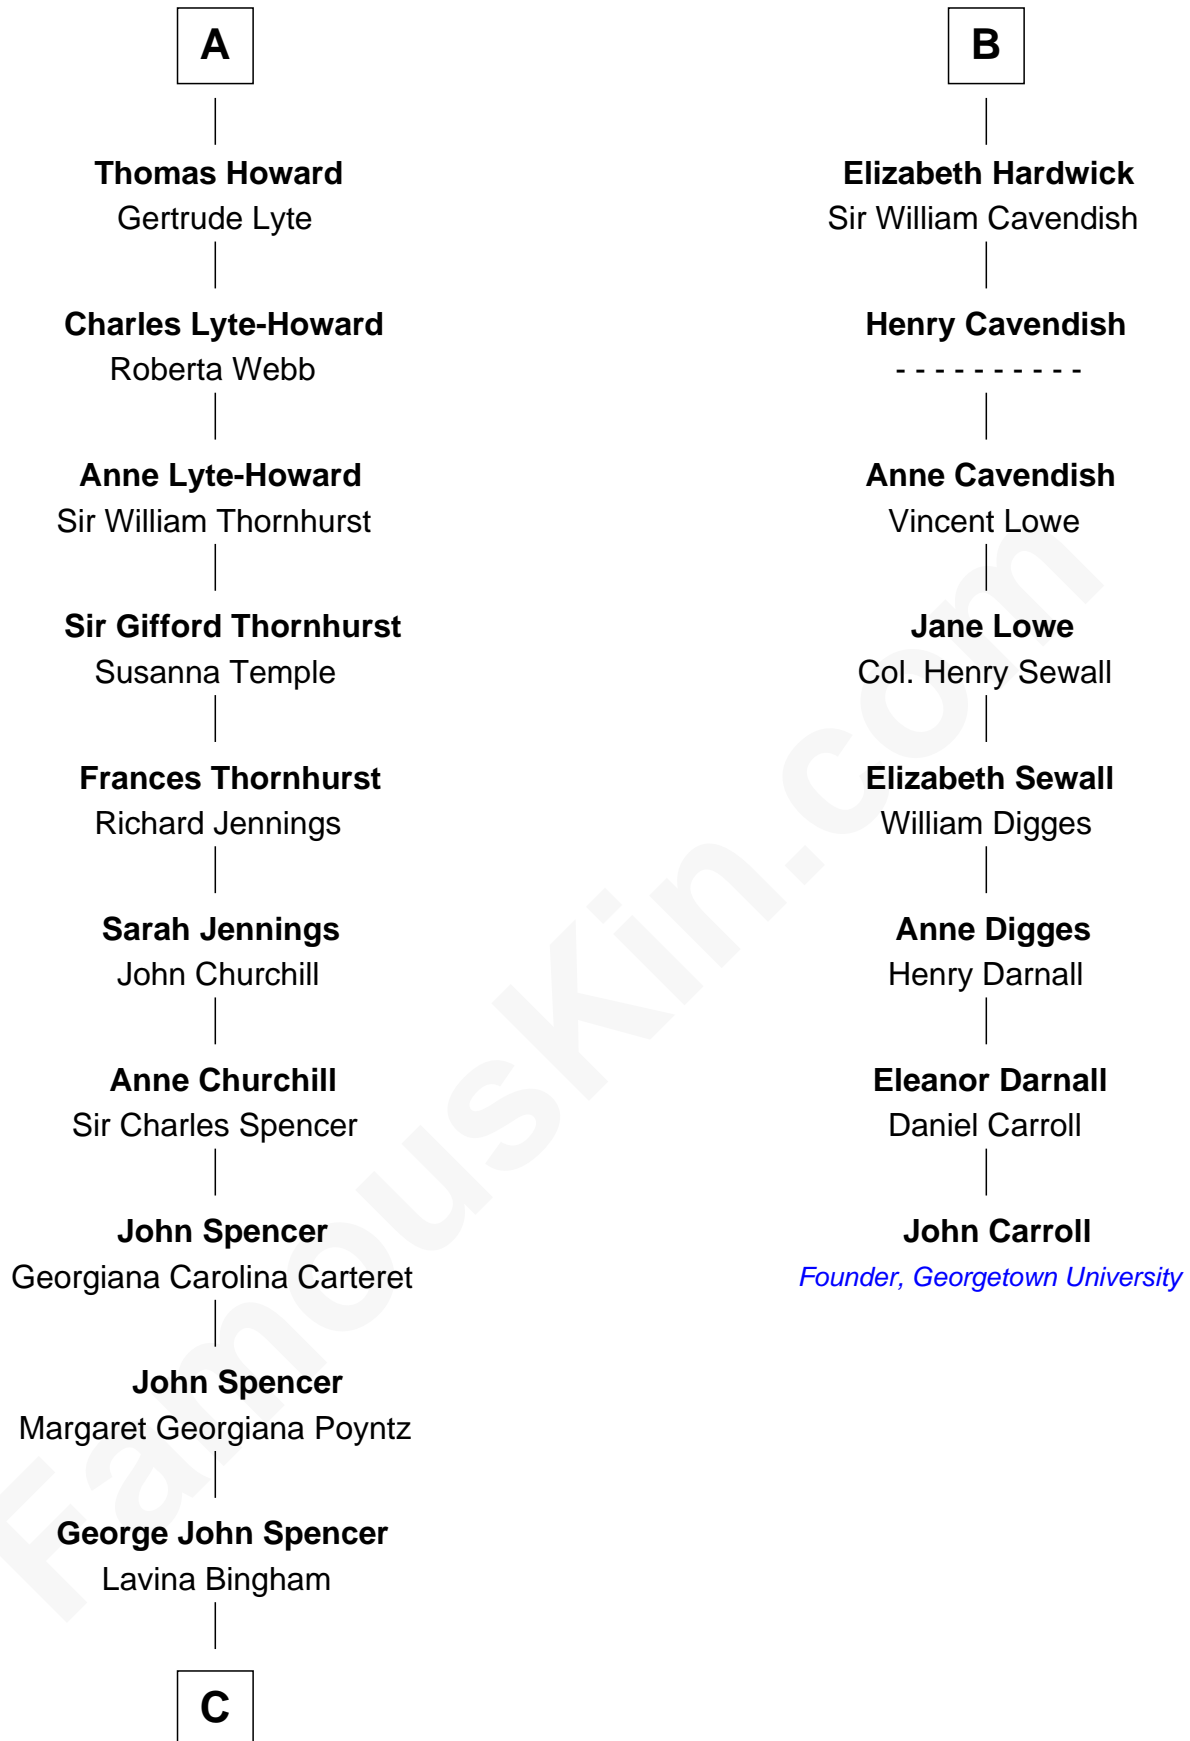 A
Thomas Howard
Gertrude Lyte
Charles Lyte-Howard
Roberta Webb
Anne Lyte-Howard
Sir William Thornhurst
Sir Gifford Thornhurst
Susanna Temple
Frances Thornhurst
Richard Jennings
Sarah Jennings
John Churchill
Anne Churchill
Sir Charles Spencer
John Spencer
Georgiana Carolina Carteret
John Spencer
Margaret Georgiana Poyntz
George John Spencer
Lavina Bingham
C
B
Elizabeth Hardwick
Sir William Cavendish
Henry Cavendish
- - - - - - - - - -
Anne Cavendish
Vincent Lowe
Jane Lowe
Col. Henry Sewall
Elizabeth Sewall
William Digges
Anne Digges
Henry Darnall
Eleanor Darnall
Daniel Carroll
John Carroll
Founder, Georgetown University
FamousKin.com